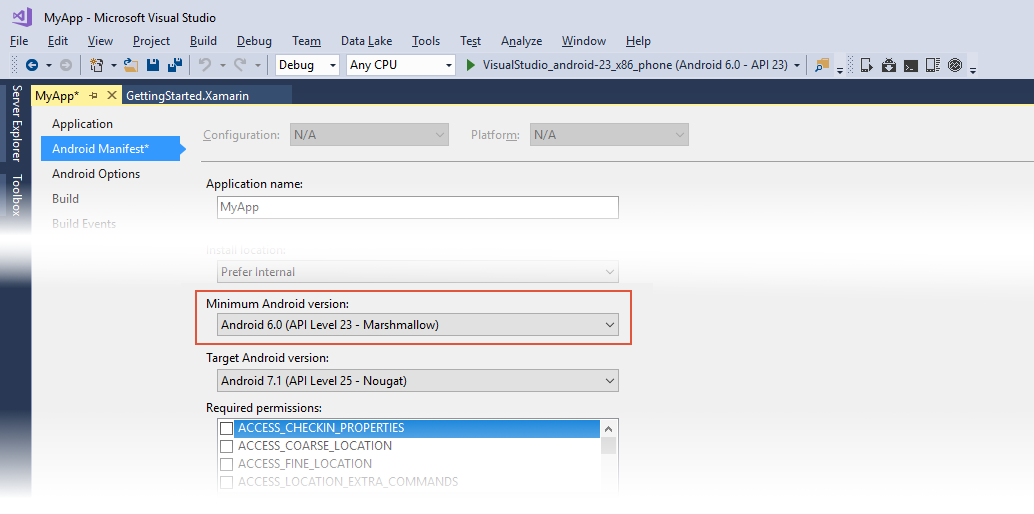 MyApp - Microsoft Visual Studio
File Edit View Project Build Debug Team Data Lake Tools Test Analyze Window Help
Debug Any CPU VisualStudio_android-23_x86_phone (Android 6.0 - API 23)
Server Explorer
Toolbox
MyApp* GettingStarted.Xamarin
Application
Android Manifest*
Android Options
Build
Build Events
Configuration: N/A Platform: N/A
Application name:
MyApp
Install location:
Prefer Internal
Minimum Android version:
Android 6.0 (API Level 23 - Marshmallow)
Target Android version:
Android 7.1 (API Level 25 - Nougat)
Required permissions:
ACCESS_CHECKIN_PROPERTIES
ACCESS_COARSE_LOCATION
ACCESS_FINE_LOCATION
ACCESS_LOCATION_EXTRA_COMMANDS